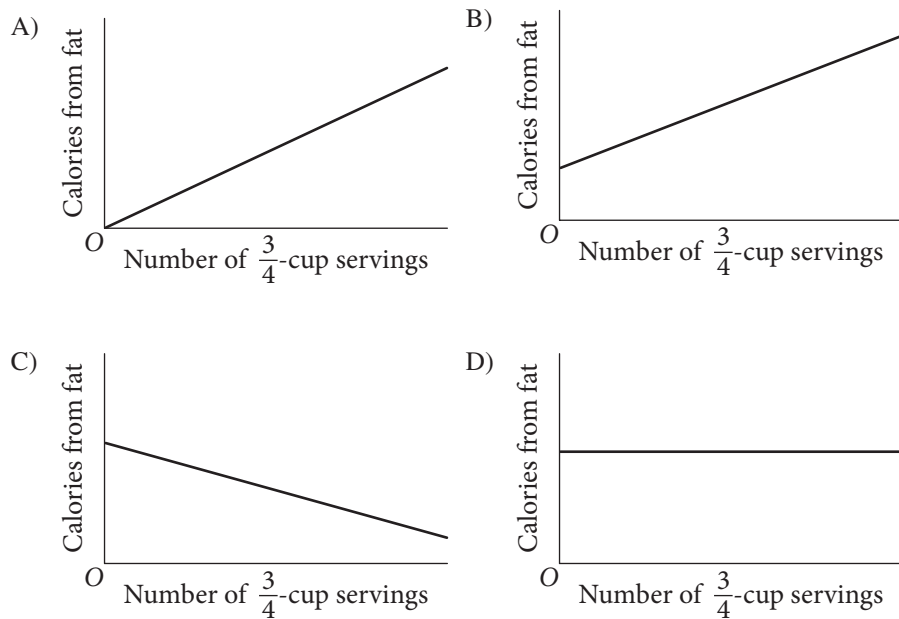 A)
Calories from fat
O
Number of 3/4-cup servings
B)
Calories from fat
O
Number of 3/4-cup servings
C)
Calories from fat
O
Number of 3/4-cup servings
D)
Calories from fat
O
Number of 3/4-cup servings